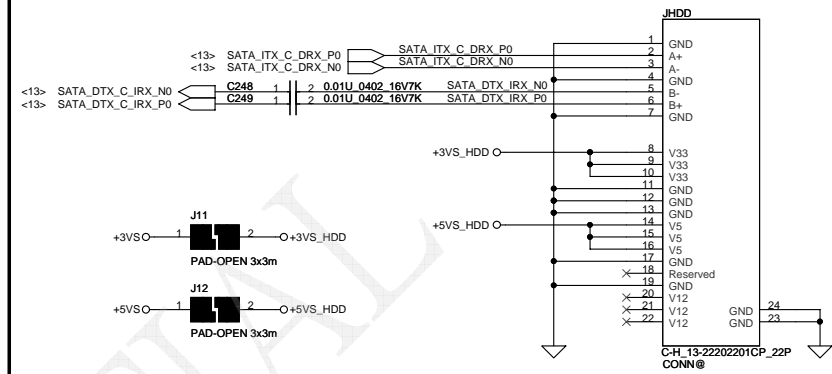 JHDD
1 GND
<13> SATA_ITX_C_DRX_P0 SATA_ITX_C_DRX_P0 2 A+
<13> SATA_ITX_C_DRX_N0 SATA_ITX_C_DRX_N0 3 A-
4 GND
<13> SATA_DTX_C_IRX_N0 C248 1 2 0.01U_0402_16V7K SATA_DTX_IRX_N0 5 B-
<13> SATA_DTX_C_IRX_P0 C249 1 2 0.01U_0402_16V7K SATA_DTX_IRX_P0 6 B+
7 GND
+3VS_HDD 8 V33
9 V33
10 V33
11 GND
12 GND
13 GND
+5VS_HDD 14 V5
15 V5
16 V5
17 GND
18 Reserved
19 GND
20 V12
21 V12 GND 24
22 V12 GND 23
C-H_13-22202201CP_22P
CONN@
J11
+3VS 1 2 +3VS_HDD
PAD-OPEN 3x3m
J12
+5VS 1 2 +5VS_HDD
PAD-OPEN 3x3m
TIAL